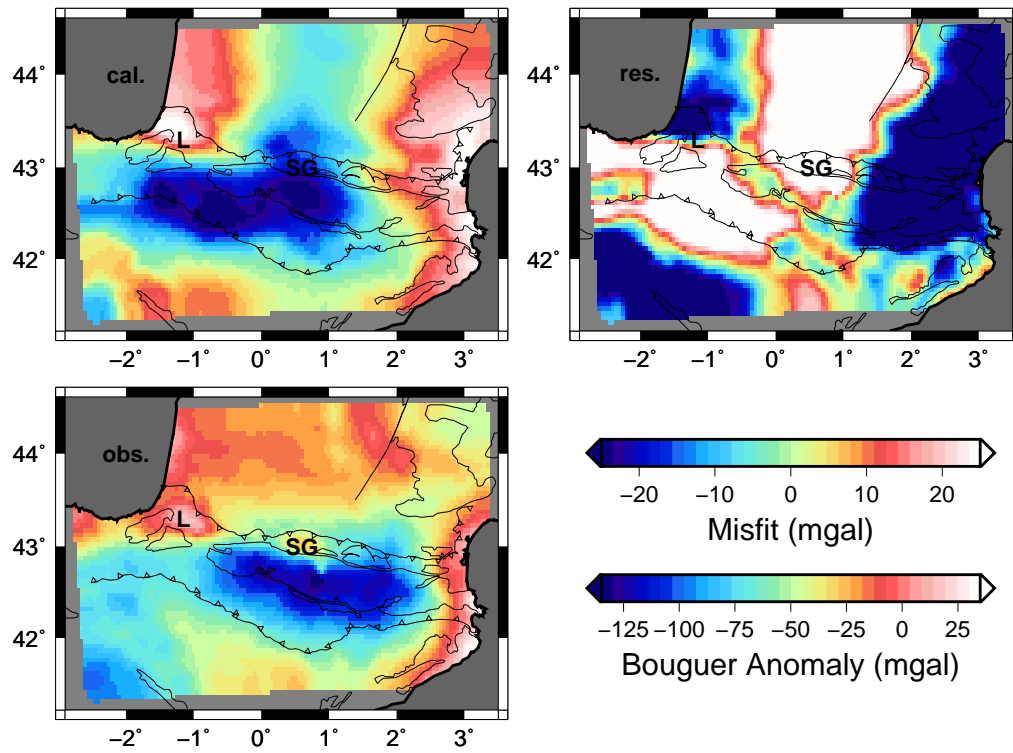 44˚
43˚
42˚
cal.
L
SG
−2˚ −1˚ 0˚ 1˚ 2˚ 3˚
44˚
43˚
42˚
res.
L
SG
−2˚ −1˚ 0˚ 1˚ 2˚ 3˚
44˚
43˚
42˚
obs.
L
SG
−2˚ −1˚ 0˚ 1˚ 2˚ 3˚
−20 −10 0 10 20
Misfit (mgal)
−125 −100 −75 −50 −25 0 25
Bouguer Anomaly (mgal)